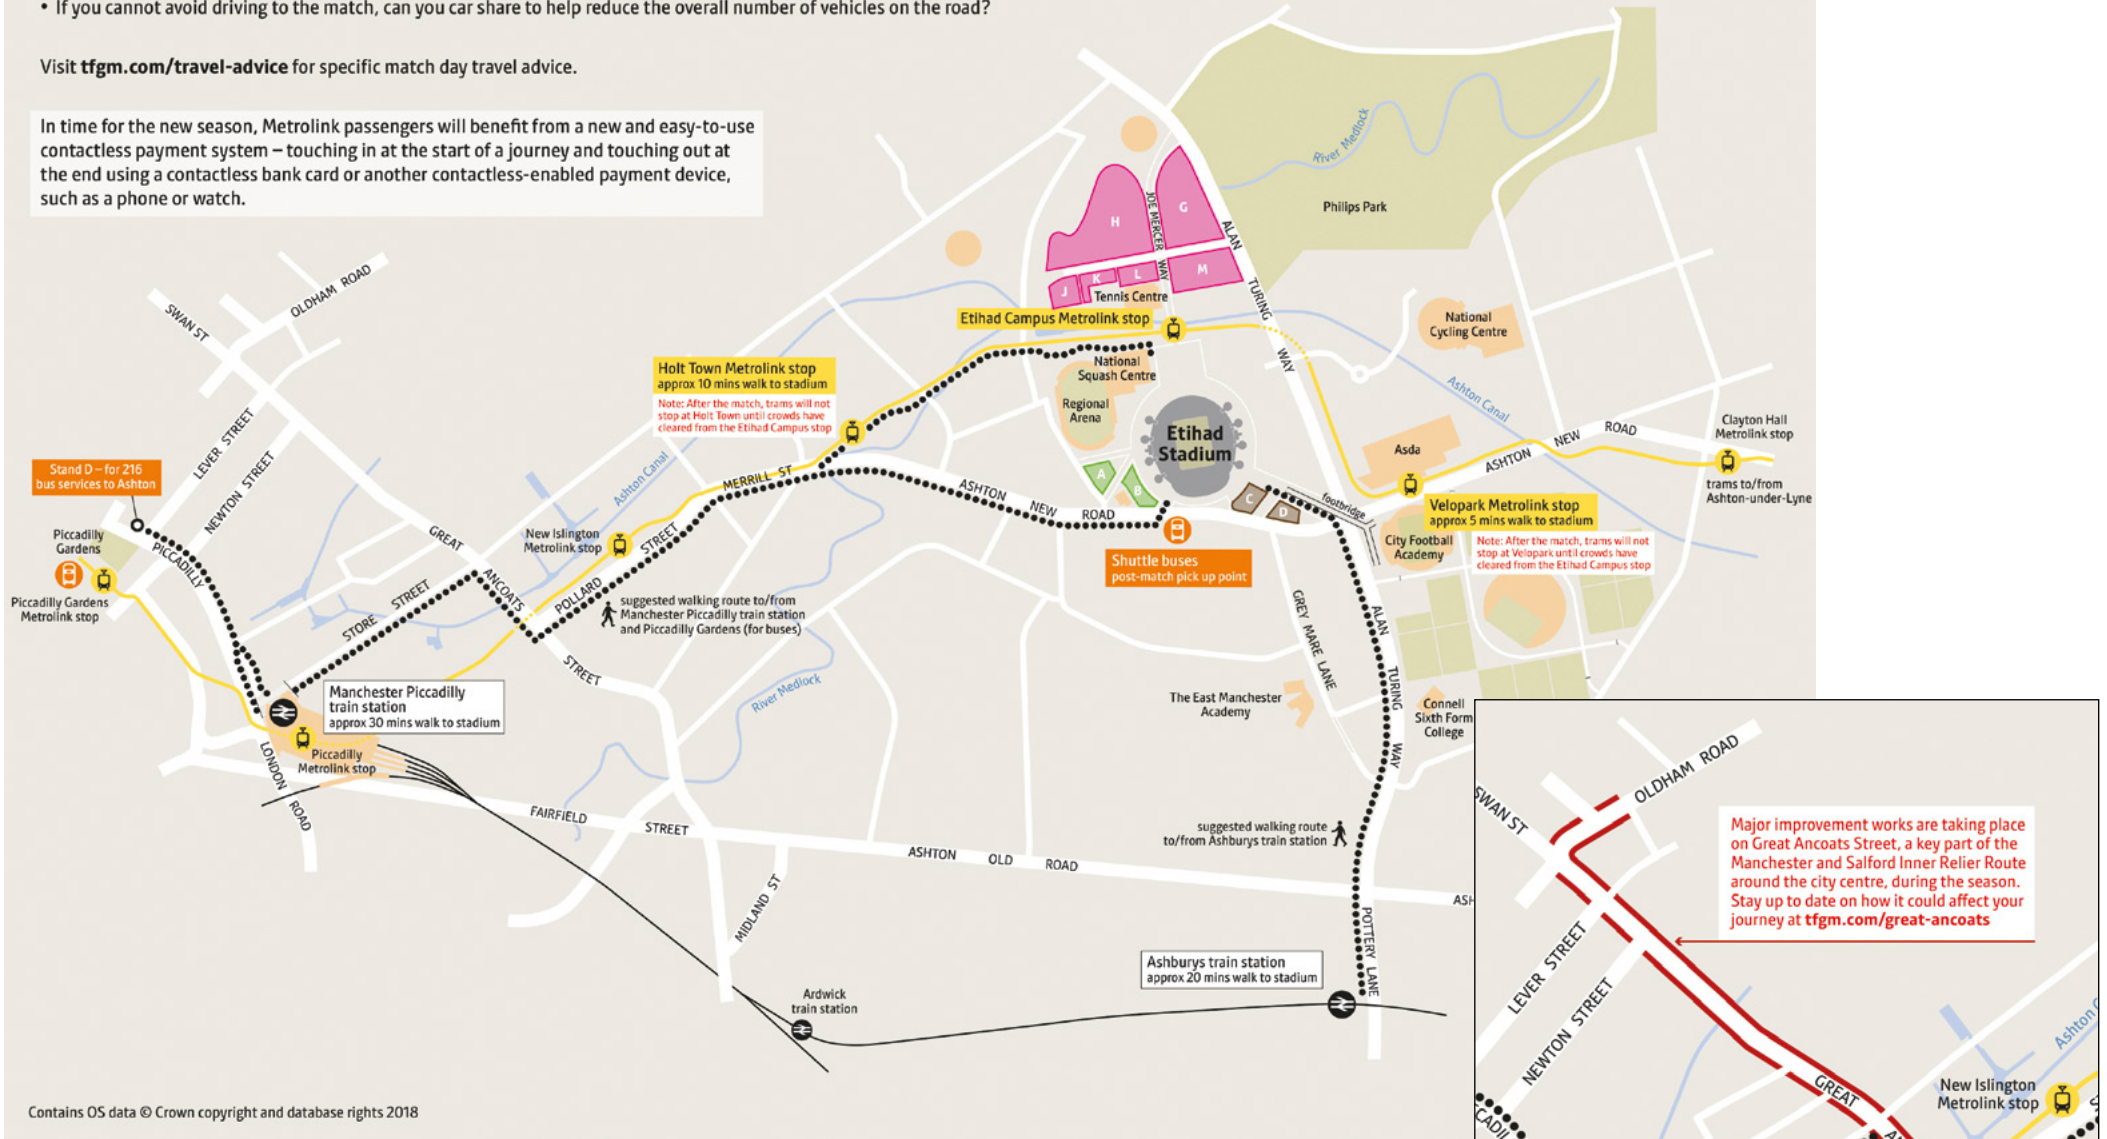 • If you cannot avoid driving to the match, can you car share to help reduce the overall number of vehicles on the road?
Visit tfgm.com/travel-advice for specific match day travel advice.
In time for the new season, Metrolink passengers will benefit from a new and easy-to-use
contactless payment system – touching in at the start of a journey and touching out at
the end using a contactless bank card or another contactless-enabled payment device,
such as a phone or watch.
River Medlock
Philips Park
H
G
JOE MERCER WAY
J
K
L
M
Tennis Centre
ALAN
TURING
WAY
Etihad Campus Metrolink stop
National
Cycling Centre
SWAN ST
OLDHAM ROAD
National
Squash Centre
Regional
Arena
Holt Town Metrolink stop
approx 10 mins walk to stadium
Note: After the match, trams will not
stop at Holt Town until crowds have
cleared from the Etihad Campus stop
Ashton Canal
Etihad
Stadium
Asda
Clayton Hall
Metrolink stop
NEW
ROAD
ASHTON
trams to/from
Ashton-under-Lyne
LEVER STREET
NEWTON STREET
Stand D – for 216
bus services to Ashton
Ashton Canal
MERRILL ST
ASHTON
NEW
ROAD
A
B
C
D
footbridge
Velopark Metrolink stop
approx 5 mins walk to stadium
Note: After the match, trams will not
stop at Velopark until crowds have
cleared from the Etihad Campus stop
City Football
Academy
Piccadilly
Gardens
PICCADILLY
Piccadilly Gardens
Metrolink stop
GREAT
ANCOATS
STREET
New Islington
Metrolink stop
POLLARD
STREET
Shuttle buses
post-match pick up point
STORE
STREET
suggested walking route to/from
Manchester Piccadilly train station
and Piccadilly Gardens (for buses)
GREY MARE LANE
ALAN
TURING
WAY
River Medlock
Manchester Piccadilly
train station
approx 30 mins walk to stadium
The East Manchester
Academy
Connell
Sixth Form
College
Piccadilly
Metrolink stop
LONDON
ROAD
FAIRFIELD
STREET
suggested walking route
to/from Ashburys train station
ASHTON
OLD
ROAD
ASH
MIDLAND ST
POTTERY LANE
Ashburys train station
approx 20 mins walk to stadium
Ardwick
train station
Contains OS data © Crown copyright and database rights 2018
SWAN ST
OLDHAM ROAD
Major improvement works are taking place
on Great Ancoats Street, a key part of the
Manchester and Salford Inner Relier Route
around the city centre, during the season.
Stay up to date on how it could affect your
journey at tfgm.com/great-ancoats
LEVER STREET
NEWTON STREET
Ashton
GREAT
New Islington
Metrolink stop